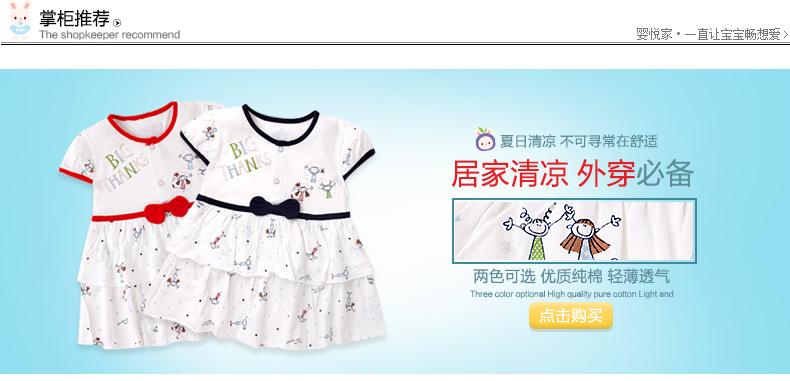 掌柜推荐
The shopkeeper recommend
婴悦家•一直让宝宝畅想爱
夏日清凉 不可寻常在舒适
居家清凉 外穿必备
BIG
THANKS
BIG
THANKS
两色可选 优质纯棉 轻薄透气
Three color optional High quality pure cotton Light and
点击购买